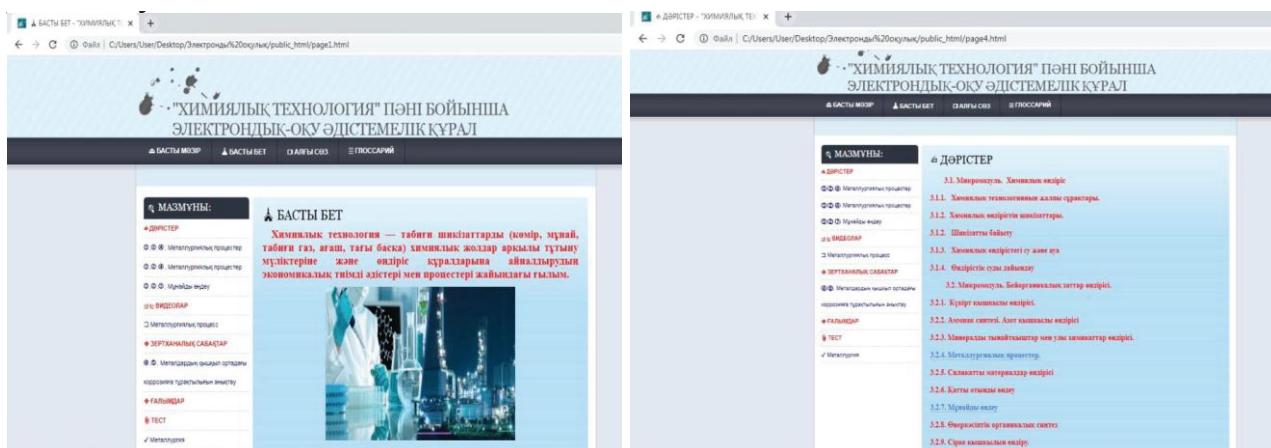 БАСТЫ БЕТ - "ХИМИЯЛЫҚ Т
Файл | C:/Users/User/Desktop/Электронды%20оқулық/public_html/page1.html
"ХИМИЯЛЫҚ ТЕХНОЛОГИЯ" ПӘНІ БОЙЫНША
ЭЛЕКТРОНДЫҚ-ОҚУ ӘДІСТЕМЕЛІК ҚҰРАЛ
БАСТЫ МӘЗІР БАСТЫ БЕТ АЛҒЫ СӨЗ ГЛОССАРИЙ
МАЗМҰНЫ:
ДӘРІСТЕР
Металлургиялық процестер
Металлургиялық процестер
Мұнайды өңдеу
ВИДЕОЛАР
Металлургиялық процесс
ЗЕРТХАНАЛЫҚ САБАҚТАР
Металдардың қышқыл ортадағы
коррозияға тұрақтылығын анықтау
ҒАЛЫМДАР
ТЕСТ
Металлургия
БАСТЫ БЕТ
Химиялық технология — табиғи шикізаттарды (көмір, мұнай,
табиғи газ, ағаш, тағы басқа) химиялық жолдар арқылы тұтыну
мүліктеріне және өндіріс құралдарына айналдырудың
экономикалық тиімді әдістері мен процестері жайындағы ғылым.
ДӘРІСТЕР - "ХИМИЯЛЫҚ ТЕХ
Файл | C:/Users/User/Desktop/Электронды%20оқулық/public_html/page4.html
"ХИМИЯЛЫҚ ТЕХНОЛОГИЯ" ПӘНІ БОЙЫНША
ЭЛЕКТРОНДЫҚ-ОҚУ ӘДІСТЕМЕЛІК ҚҰРАЛ
БАСТЫ МӘЗІР БАСТЫ БЕТ АЛҒЫ СӨЗ ГЛОССАРИЙ
МАЗМҰНЫ:
ДӘРІСТЕР
Металлургиялық процестер
Металлургиялық процестер
Мұнайды өңдеу
ВИДЕОЛАР
Металлургиялық процесс
ЗЕРТХАНАЛЫҚ САБАҚТАР
Металдардың қышқыл ортадағы
коррозияға тұрақтылығын анықтау
ҒАЛЫМДАР
ТЕСТ
Металлургия
ДӘРІСТЕР
3.1. Микромодуль. Химиялық өндіріс
3.1.1. Химиялық технологиянын жалпы сұрақтары.
3.1.2. Химиялық өндірістің шикізаттары.
3.1.2. Шикізатты байыту
3.1.3. Химиялық өндірістегі су және ауа
3.1.4. Өндірістік суды дайындау
3.2. Микромодуль. Бейорганикалық заттар өндірісі.
3.2.1. Күкірт қышқылы өндірісі.
3.2.2. Аммиак синтезі. Азот қышқылы өндірісі
3.2.3. Минералды тыңайтқыштар мен улы химикаттар өндірісі.
3.2.4. Металлургиялық процестер.
3.2.5. Силикатты материалдар өндірісі
3.2.6. Қатты отынды өңдеу
3.2.7. Мұнайды өңдеу
3.2.8. Өнеркәсіптік органикалық синтез
3.2.9. Сірке қышқылын өндіру.